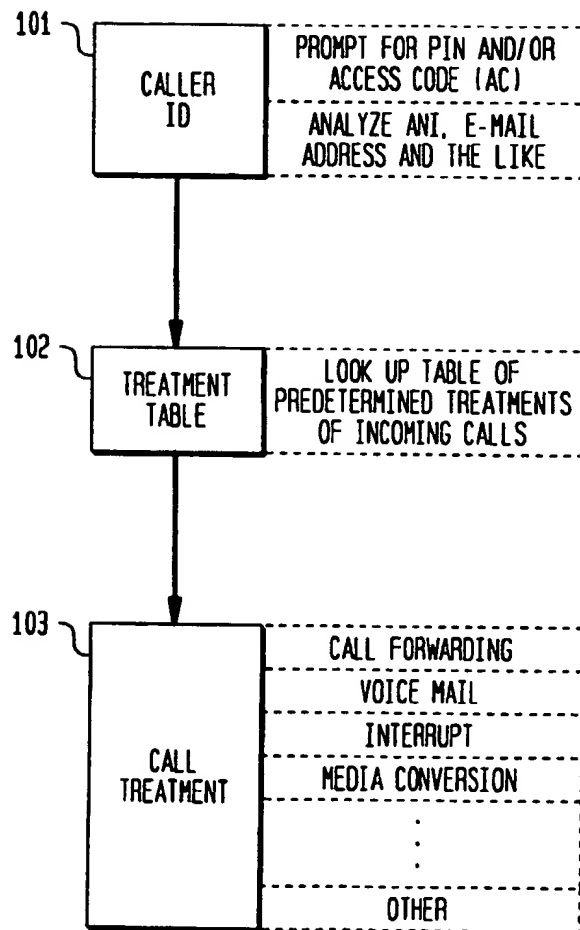 101
CALLER
ID
PROMPT FOR PIN AND/OR
ACCESS CODE (AC)
ANALYZE ANI, E-MAIL
ADDRESS AND THE LIKE
102
TREATMENT
TABLE
LOOK UP TABLE OF
PREDETERMINED TREATMENTS
OF INCOMING CALLS
103
CALL
TREATMENT
CALL FORWARDING
VOICE MAIL
INTERRUPT
MEDIA CONVERSION
.
.
.
OTHER